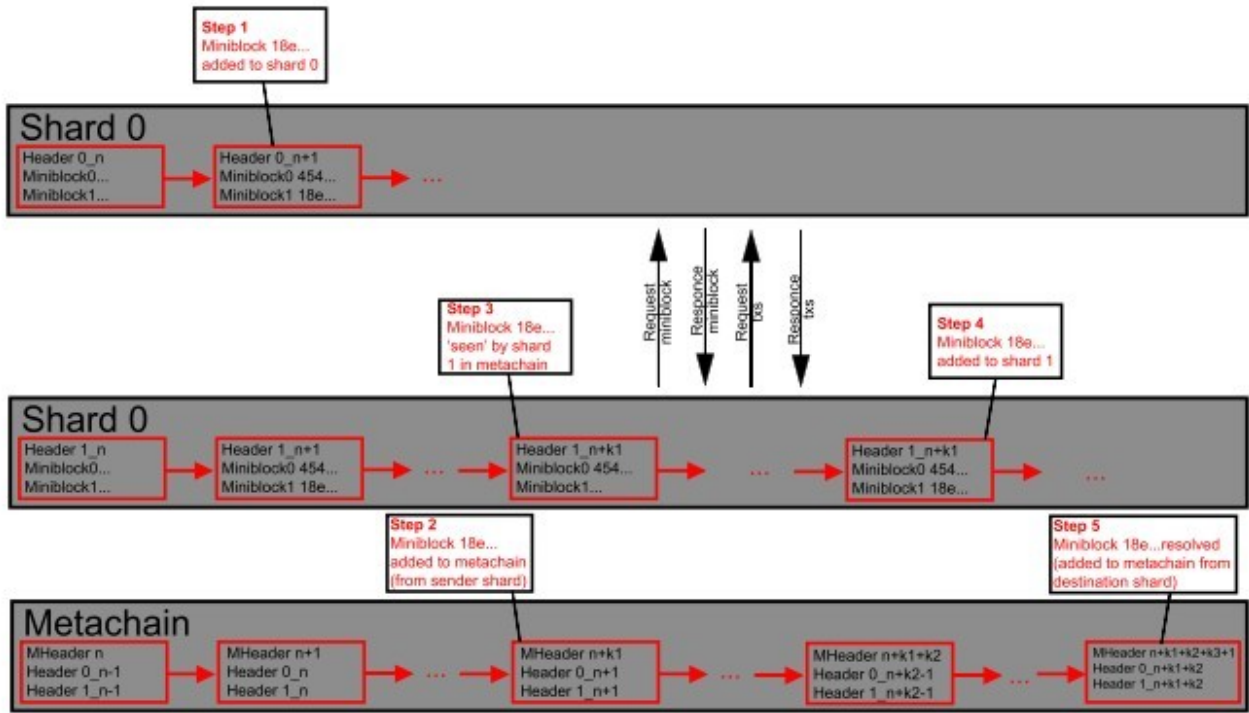 Step 1
Miniblock 18e...
added to shard 0
Shard 0
Header 0_n
Miniblock0...
Miniblock1...
Header 0_n+1
Miniblock0 454...
Miniblock1 18e...
...
Request
miniblock
Responce
miniblock
Request
txs
Responce
txs
Step 3
Miniblock 18e...
'seen' by shard
1 in metachain
Step 4
Miniblock 18e...
added to shard 1
Shard 0
Header 1_n
Miniblock0...
Miniblock1...
Header 1_n+1
Miniblock0 454...
Miniblock1 18e...
...
Header 1_n+k1
Miniblock0 454...
Miniblock1...
...
...
Header 1_n+k1
Miniblock0 454...
Miniblock1 18e...
...
Step 2
Miniblock 18e...
added to metachain
(from sender shard)
Step 5
Miniblock 18e...resolved
(added to metachain from
destination shard)
Metachain
MHeader n
Header 0_n-1
Header 1_n-1
MHeader n+1
Header 0_n
Header 1_n
...
MHeader n+k1
Header 0_n+1
Header 1_n+1
...
...
MHeader n+k1+k2
Header 0_n+k2-1
Header 1_n+k2-1
...
MHeader n+k1+k2+k3+1
Header 0_n+k1+k2
Header 1_n+k1+k2